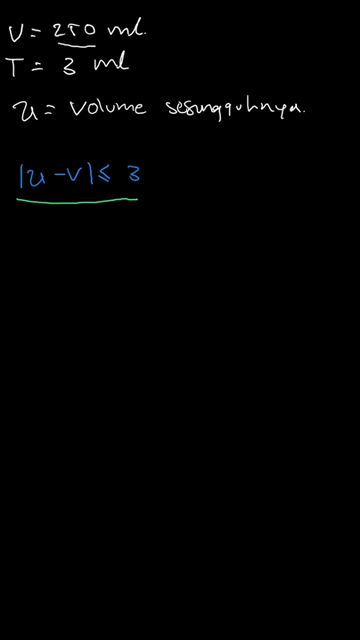 V = 250 ml.
T = 3 ml
u = Volume sesungguhnya.
|u - V| ≤ 3